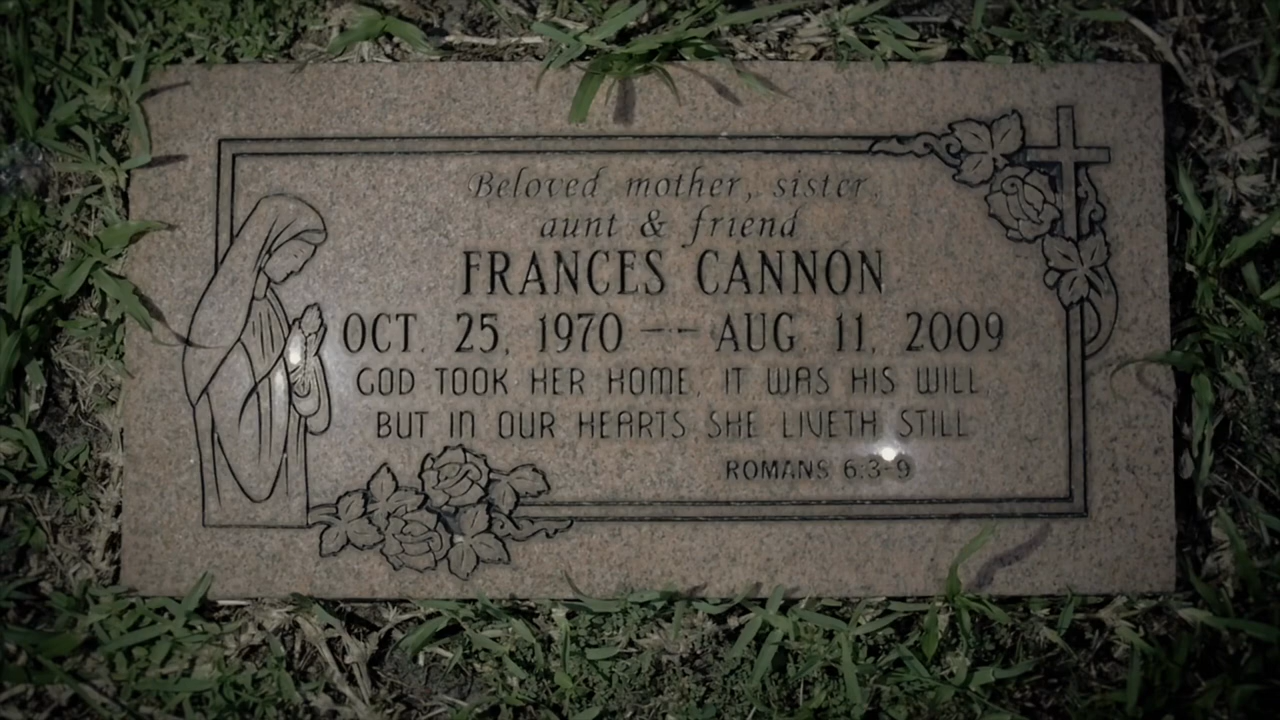 Beloved mother, sister,
aunt & friend
FRANCES CANNON
OCT. 25, 1970 -- AUG. 11, 2009
GOD TOOK HER HOME, IT WAS HIS WILL,
BUT IN OUR HEARTS SHE LIVETH STILL
ROMANS 6:3-9